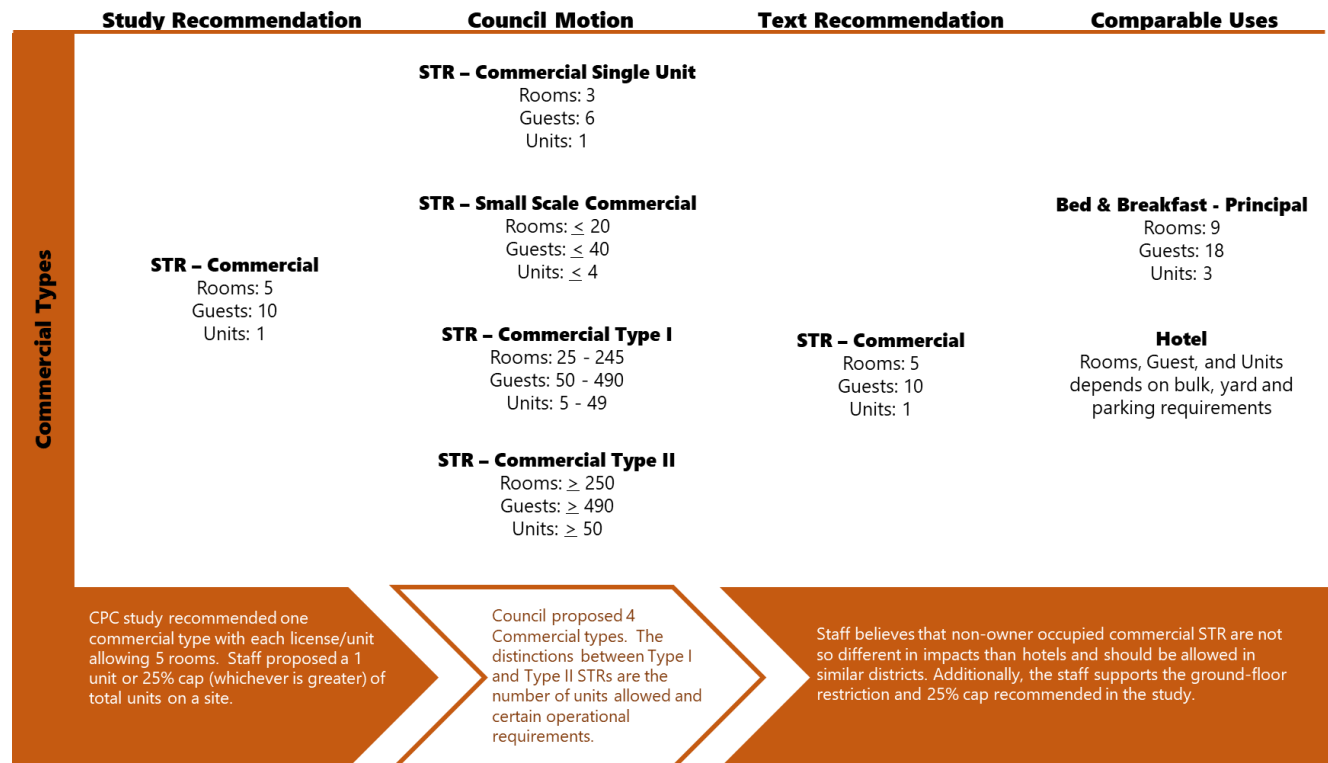 Study Recommendation
Council Motion
Text Recommendation
Comparable Uses
Commercial Types
STR – Commercial
Rooms: 5
Guests: 10
Units: 1
STR – Commercial Single Unit
Rooms: 3
Guests: 6
Units: 1
STR – Small Scale Commercial
Rooms: ≤ 20
Guests: ≤ 40
Units: ≤ 4
STR – Commercial Type I
Rooms: 25 - 245
Guests: 50 - 490
Units: 5 - 49
STR – Commercial Type II
Rooms: ≥ 250
Guests: ≥ 490
Units: ≥ 50
STR – Commercial
Rooms: 5
Guests: 10
Units: 1
Bed & Breakfast - Principal
Rooms: 9
Guests: 18
Units: 3
Hotel
Rooms, Guest, and Units
depends on bulk, yard and
parking requirements
CPC study recommended one
commercial type with each license/unit
allowing 5 rooms.  Staff proposed a 1
unit or 25% cap (whichever is greater) of
total units on a site.
Council proposed 4
Commercial types.  The
distinctions between Type I
and Type II STRs are the
number of units allowed and
certain operational
requirements.
Staff believes that non-owner occupied commercial STR are not
so different in impacts than hotels and should be allowed in
similar districts. Additionally, the staff supports the ground-floor
restriction and 25% cap recommended in the study.